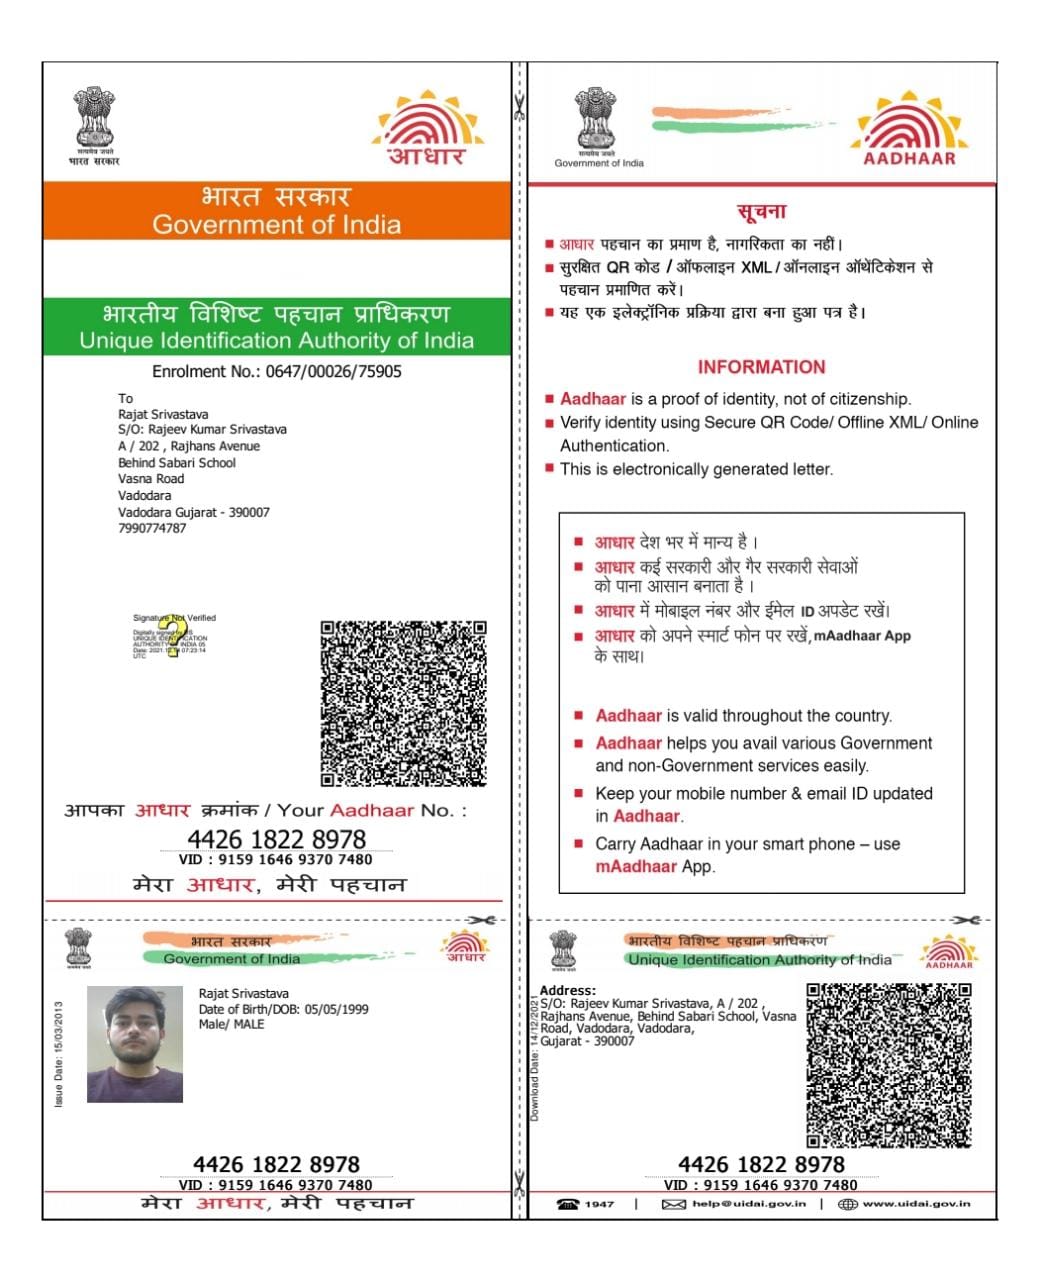 सत्यमेव जयते
भारत सरकार
आधार
भारत सरकार
Government of India
भारतीय विशिष्ट पहचान प्राधिकरण
Unique Identification Authority of India
Enrolment No.: 0647/00026/75905
To
Rajat Srivastava
S/O: Rajeev Kumar Srivastava
A / 202 , Rajhans Avenue
Behind Sabari School
Vasna Road
Vadodara
Vadodara Gujarat - 390007
7990774787
Signature Not Verified
Digitally signed by DS
UNIQUE IDENTIFICATION
AUTHORITY OF INDIA 05
Date: 2021.12. 07:23:14
UTC
आपका आधार क्रमांक / Your Aadhaar No. :
4426 1822 8978
VID : 9159 1646 9370 7480
मेरा आधार, मेरी पहचान
सत्यमेव जयते
Government of India
AADHAAR
सूचना
आधार पहचान का प्रमाण है, नागरिकता का नहीं।
सुरक्षित QR कोड / ऑफलाइन XML / ऑनलाइन ऑथेंटिकेशन से
पहचान प्रमाणित करें।
यह एक इलेक्ट्रॉनिक प्रक्रिया द्वारा बना हुआ पत्र है।
INFORMATION
Aadhaar is a proof of identity, not of citizenship.
Verify identity using Secure QR Code/ Offline XML/ Online
Authentication.
This is electronically generated letter.
आधार देश भर में मान्य है ।
आधार कई सरकारी और गैर सरकारी सेवाओं
को पाना आसान बनाता है ।
आधार में मोबाइल नंबर और ईमेल ID अपडेट रखें।
आधार को अपने स्मार्ट फोन पर रखें, mAadhaar App
के साथ।
Aadhaar is valid throughout the country.
Aadhaar helps you avail various Government
and non-Government services easily.
Keep your mobile number & email ID updated
in Aadhaar.
Carry Aadhaar in your smart phone – use
mAadhaar App.
भारत सरकार
Government of India
आधार
Issue Date: 15/03/2013
Rajat Srivastava
Date of Birth/DOB: 05/05/1999
Male/ MALE
4426 1822 8978
VID : 9159 1646 9370 7480
मेरा आधार, मेरी पहचान
भारतीय विशिष्ट पहचान प्राधिकरण
Unique Identification Authority of India
AADHAAR
Download Date: 14/12/2021
Address:
S/O: Rajeev Kumar Srivastava, A / 202 ,
Rajhans Avenue, Behind Sabari School, Vasna
Road, Vadodara, Vadodara,
Gujarat - 390007
4426 1822 8978
VID : 9159 1646 9370 7480
1947 | help@uidai.gov.in | www.uidai.gov.in